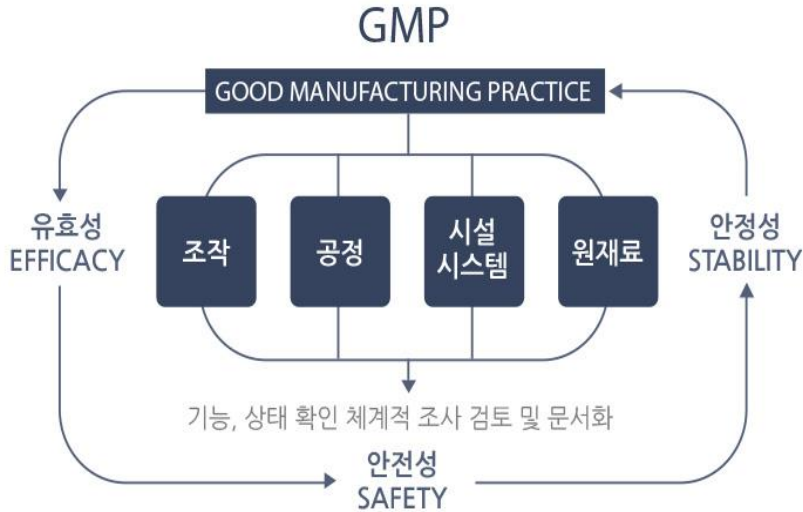 GMP
GOOD MANUFACTURING PRACTICE
유효성
EFFICACY
조작
공정
시설
시스템
원재료
안정성
STABILITY
기능, 상태 확인 체계적 조사 검토 및 문서화
안전성
SAFETY